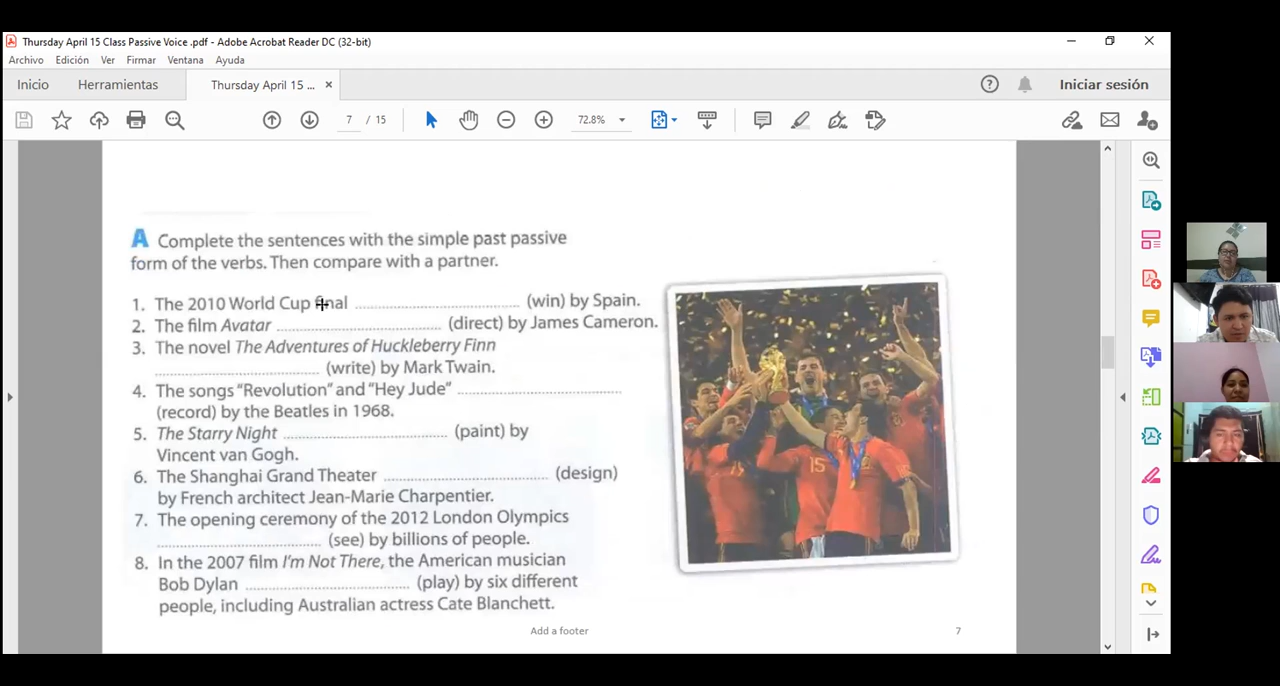 Thursday April 15 Class Passive Voice .pdf - Adobe Acrobat Reader DC (32-bit)
Archivo Edición Ver Firmar Ventana Ayuda
Inicio Herramientas Thursday April 15 ... Iniciar sesión
7 / 15 72.8%
A Complete the sentences with the simple past passive
form of the verbs. Then compare with a partner.
1. The 2010 World Cup final .................................... (win) by Spain.
2. The film Avatar .................................... (direct) by James Cameron.
3. The novel The Adventures of Huckleberry Finn
.................................... (write) by Mark Twain.
4. The songs “Revolution” and “Hey Jude” ....................................
(record) by the Beatles in 1968.
5. The Starry Night .................................... (paint) by
Vincent van Gogh.
6. The Shanghai Grand Theater .................................... (design)
by French architect Jean-Marie Charpentier.
7. The opening ceremony of the 2012 London Olympics
.................................... (see) by billions of people.
8. In the 2007 film I'm Not There, the American musician
Bob Dylan .................................... (play) by six different
people, including Australian actress Cate Blanchett.
15
Add a footer 7